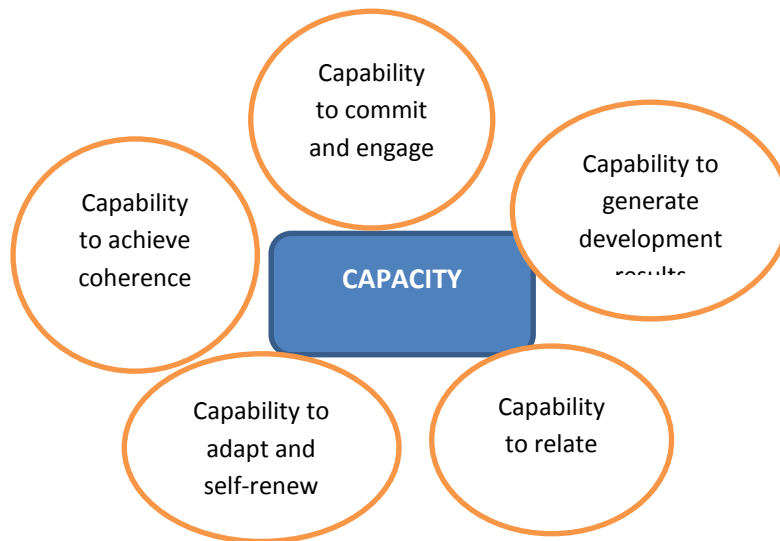 Capability
to commit
and engage
Capability to
generate
development
results
Capability
to achieve
coherence
CAPACITY
Capability to
adapt and
self-renew
Capability
to relate